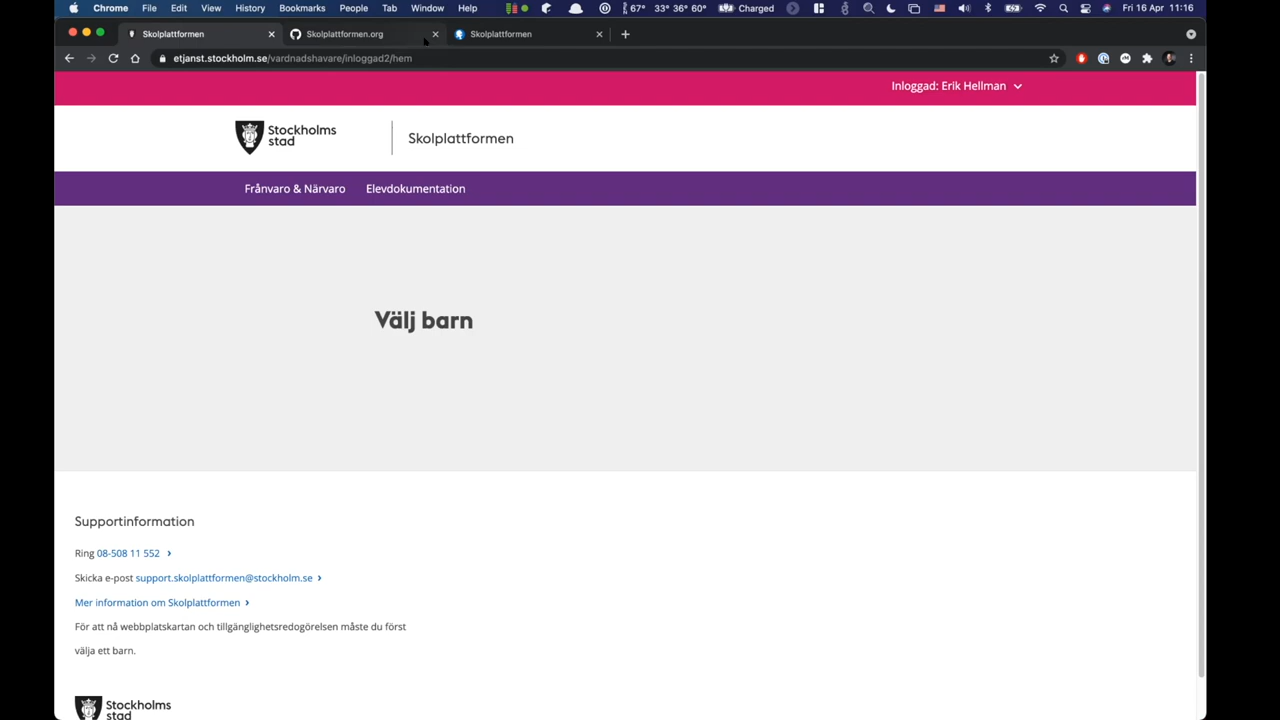 Chrome File Edit View History Bookmarks People Tab Window Help 67° 33° 36° 60° Charged Fri 16 Apr 11:16
Skolplattformen Skolplattformen.org Skolplattformen
etjanst.stockholm.se/vardnadshavare/inloggad2/hem
Inloggad: Erik Hellman
Stockholms
stad
Skolplattformen
Frånvaro & Närvaro Elevdokumentation
Välj barn
Supportinformation
Ring 08-508 11 552 ›
Skicka e-post support.skolplattformen@stockholm.se ›
Mer information om Skolplattformen ›
För att nå webbplatskartan och tillgänglighetsredogörelsen måste du först
välja ett barn.
Stockholms
stad